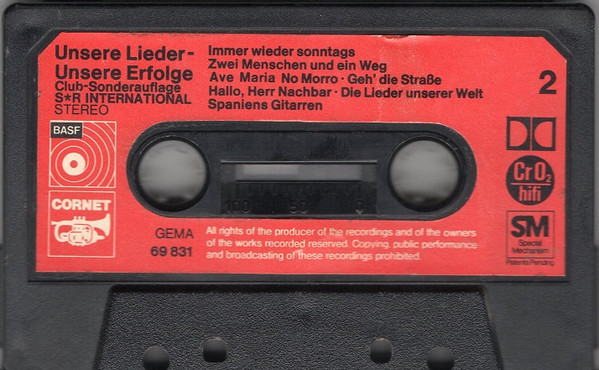 Unsere Lieder-
Unsere Erfolge
Club-Sonderauflage
S*R INTERNATIONAL
STEREO
Immer wieder sonntags
Zwei Menschen und ein Weg
Ave Maria No Morro · Geh' die Straße
Hallo, Herr Nachbar · Die Lieder unserer Welt
Spaniens Gitarren
2
BASF
CORNET
GEMA
69 831
100 50
All rights of the producer of the recordings and of the owners
of the works recorded reserved. Copying, public performance
and broadcasting of these recordings prohibited.
CrO2
hifi
SM
Special
Mechanism
Patents Pending